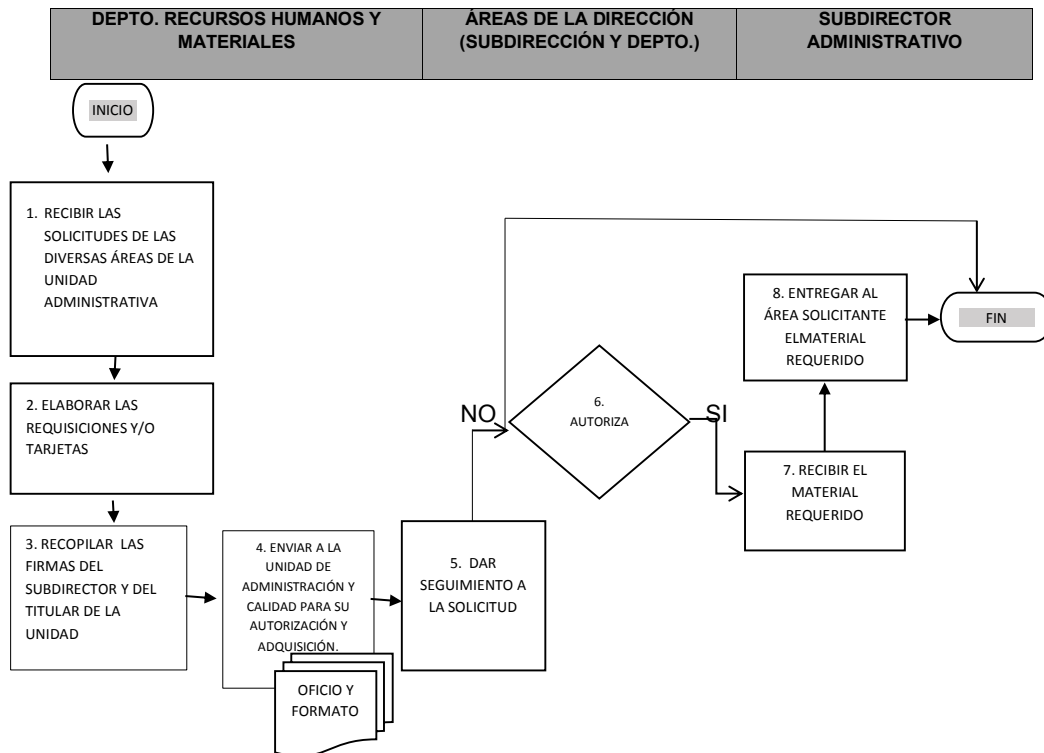 DEPTO. RECURSOS HUMANOS Y
MATERIALES
ÁREAS DE LA DIRECCIÓN
(SUBDIRECCIÓN Y DEPTO.)
SUBDIRECTOR
ADMINISTRATIVO
INICIO
1. RECIBIR LAS
SOLICITUDES DE LAS
DIVERSAS ÁREAS DE LA
UNIDAD
ADMINISTRATIVA
2. ELABORAR LAS
REQUISICIONES Y/O
TARJETAS
3. RECOPILAR LAS
FIRMAS DEL
SUBDIRECTOR Y DEL
TITULAR DE LA
UNIDAD
4. ENVIAR A LA
UNIDAD DE
ADMINISTRACIÓN Y
CALIDAD PARA SU
AUTORIZACIÓN Y
ADQUISICIÓN.
OFICIO Y
FORMATO
5. DAR
SEGUIMIENTO A
LA SOLICITUD
NO
6.
AUTORIZA
SI
7. RECIBIR EL
MATERIAL
REQUERIDO
8. ENTREGAR AL
ÁREA SOLICITANTE
ELMATERIAL
REQUERIDO
FIN